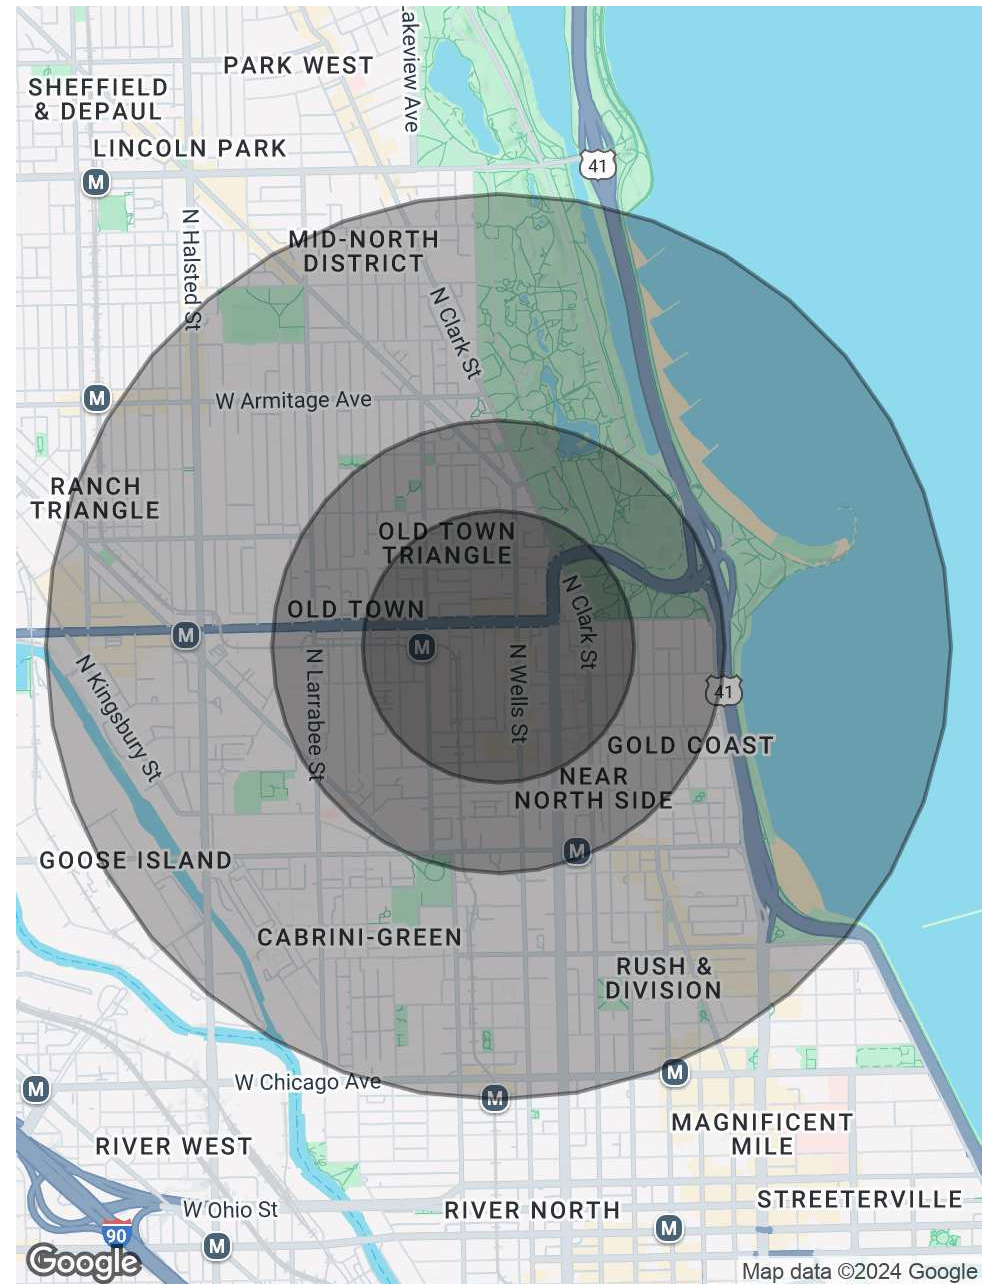 Lakeview Ave
PARK WEST
SHEFFIELD
& DEPAUL
LINCOLN PARK
M
41
N Halsted St
MID-NORTH
DISTRICT
N Clark St
M
W Armitage Ave
RANCH
TRIANGLE
OLD TOWN
TRIANGLE
OLD TOWN
N Clark St
M
M
N Kingsbury St
N Larrabee St
N Wells St
41
GOLD COAST
NEAR
NORTH SIDE
M
GOOSE ISLAND
CABRINI-GREEN
RUSH &
DIVISION
W Chicago Ave
M
M
M
MAGNIFICENT
MILE
RIVER WEST
STREETERVILLE
W Ohio St
RIVER NORTH
90
M
M
Google
Map data ©2024 Google